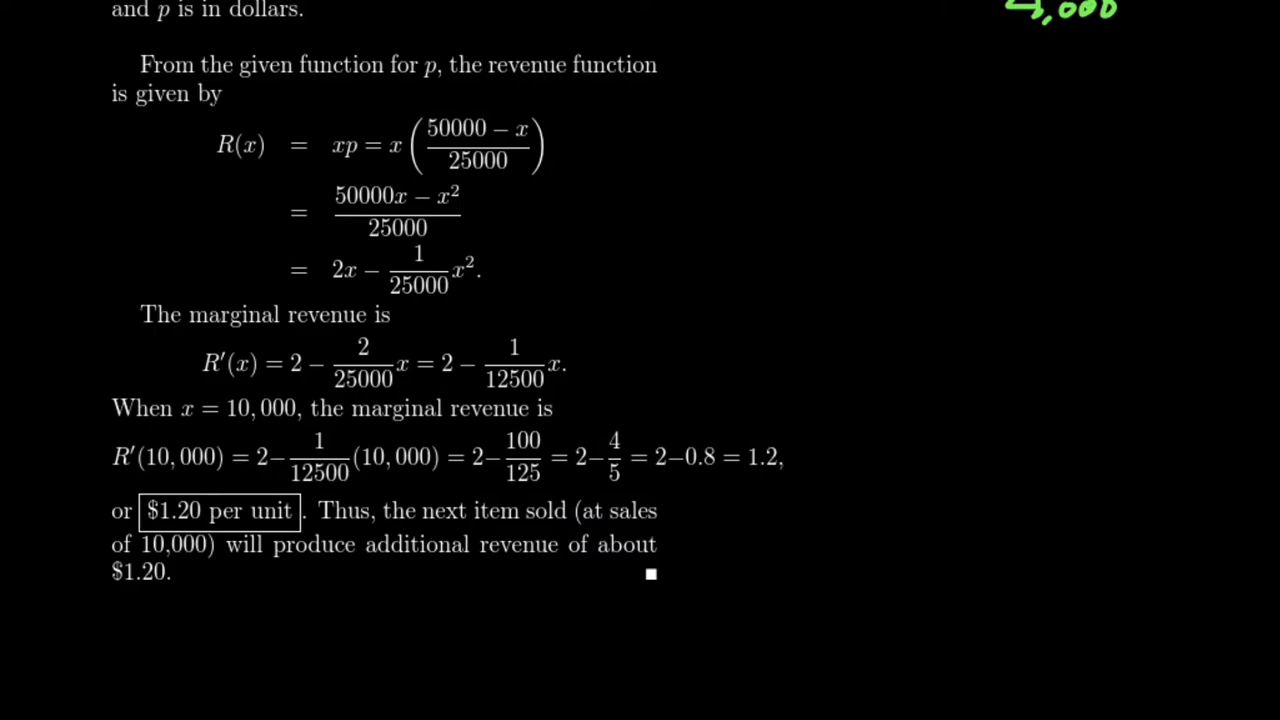 and p is in dollars.
,000
From the given function for p, the revenue function
is given by
R(x) = xp = x((50000 − x)/25000)
= (50000x − x²)/25000
= 2x − 1/25000 x².
The marginal revenue is
R′(x) = 2 − 2/25000 x = 2 − 1/12500 x.
When x = 10,000, the marginal revenue is
R′(10,000) = 2 − 1/12500 (10,000) = 2 − 100/125 = 2 − 4/5 = 2 − 0.8 = 1.2,
or $1.20 per unit. Thus, the next item sold (at sales
of 10,000) will produce additional revenue of about
$1.20.